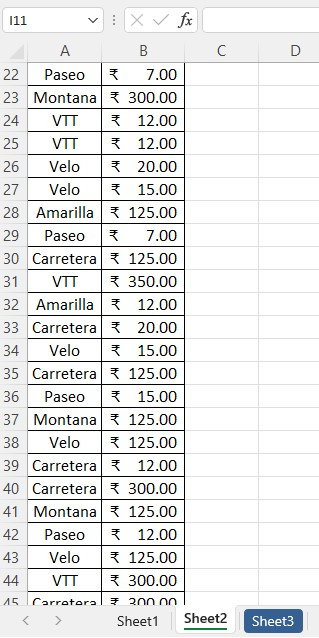 I11 fx
A B C D
22 Paseo ₹ 7.00
23 Montana ₹ 300.00
24 VTT ₹ 12.00
25 VTT ₹ 12.00
26 Velo ₹ 20.00
27 Velo ₹ 15.00
28 Amarilla ₹ 125.00
29 Paseo ₹ 7.00
30 Carretera ₹ 125.00
31 VTT ₹ 350.00
32 Amarilla ₹ 12.00
33 Carretera ₹ 20.00
34 Velo ₹ 15.00
35 Carretera ₹ 125.00
36 Paseo ₹ 15.00
37 Montana ₹ 125.00
38 Velo ₹ 125.00
39 Carretera ₹ 12.00
40 Carretera ₹ 300.00
41 Montana ₹ 125.00
42 Paseo ₹ 12.00
43 Velo ₹ 125.00
44 VTT ₹ 300.00
45 Carretera ₹ 300.00
Sheet1 Sheet2 Sheet3